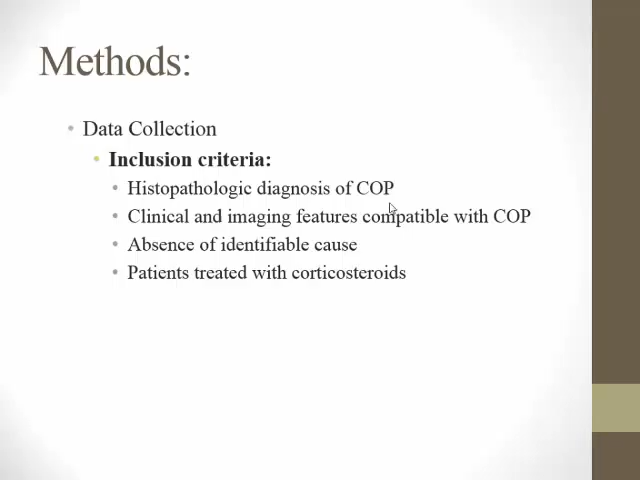 Methods:
Data Collection
Inclusion criteria:
Histopathologic diagnosis of COP
Clinical and imaging features compatible with COP
Absence of identifiable cause
Patients treated with corticosteroids